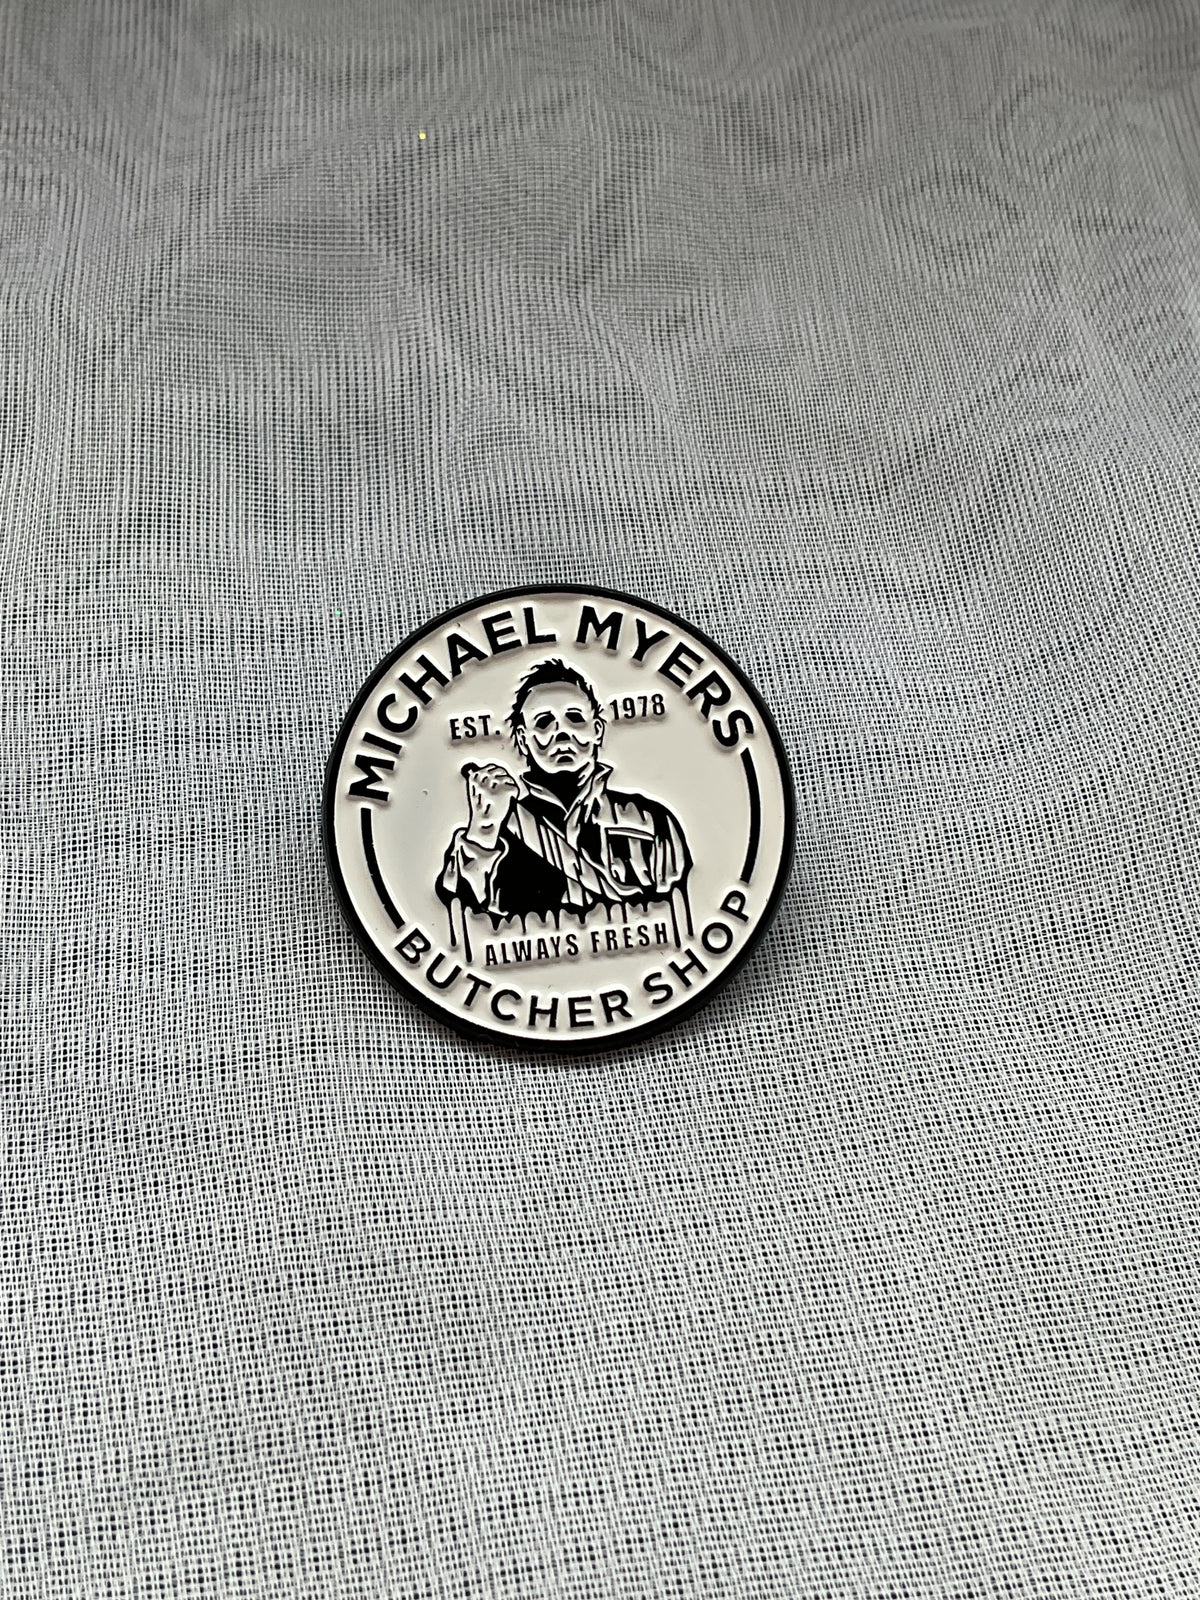 MICHAEL MYERS
EST. 1978
ALWAYS FRESH
BUTCHER SHOP